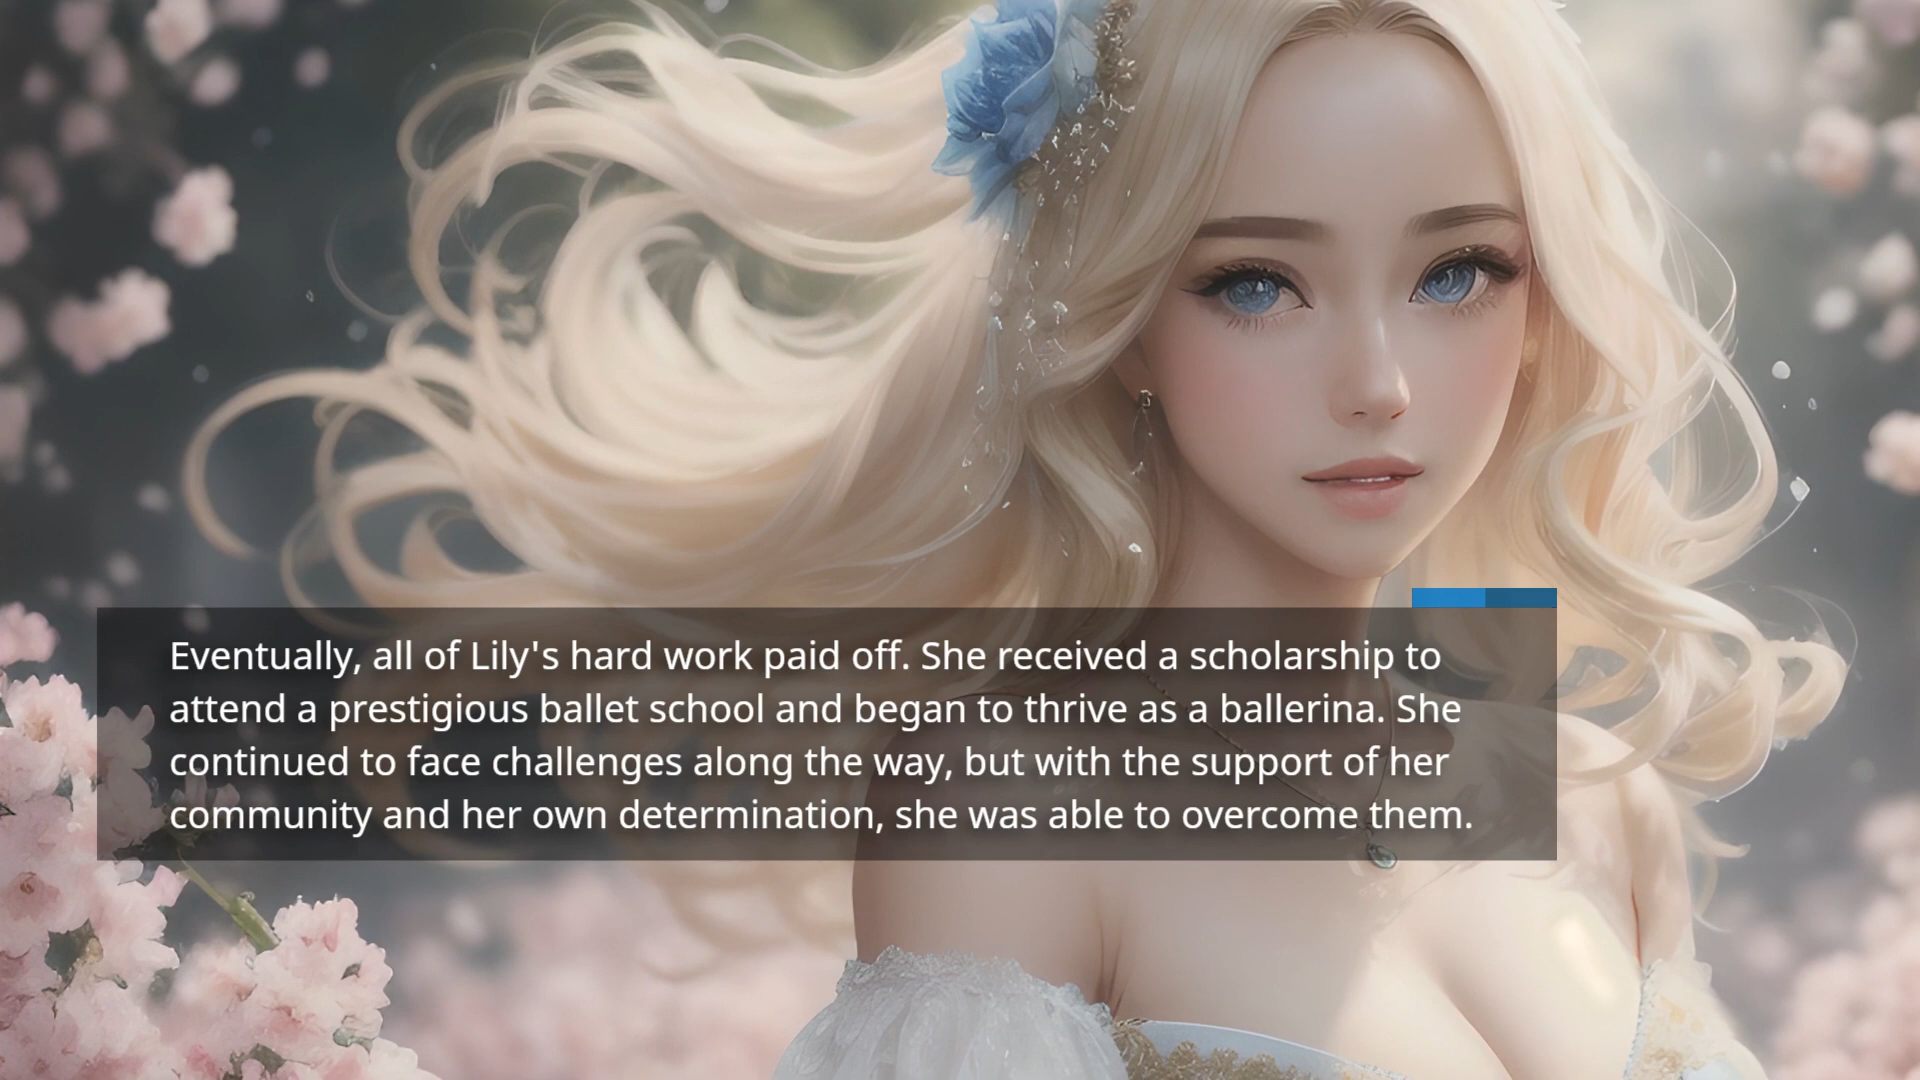 Eventually, all of Lily's hard work paid off. She received a scholarship to
attend a prestigious ballet school and began to thrive as a ballerina. She
continued to face challenges along the way, but with the support of her
community and her own determination, she was able to overcome them.